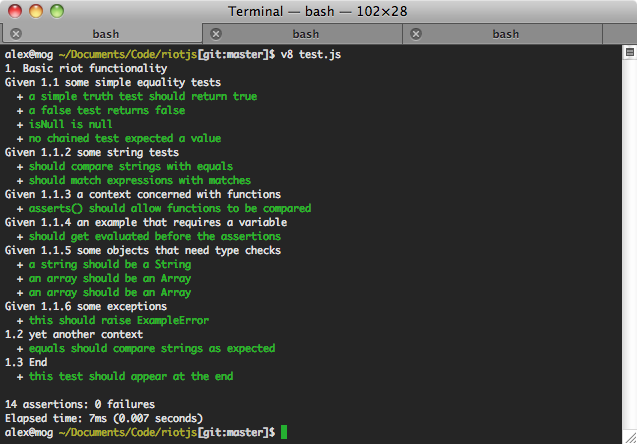 Terminal — bash — 102×28
bash bash bash
alex@mog ~/Documents/Code/riotjs[git:master]$ v8 test.js
1. Basic riot functionality
Given 1.1 some simple equality tests
+ a simple truth test should return true
+ a false test returns false
+ isNull is null
+ no chained test expected a value
Given 1.1.2 some string tests
+ should compare strings with equals
+ should match expressions with matches
Given 1.1.3 a context concerned with functions
+ asserts() should allow functions to be compared
Given 1.1.4 an example that requires a variable
+ should get evaluated before the assertions
Given 1.1.5 some objects that need type checks
+ a string should be a String
+ an array should be an Array
+ an array should be an Array
Given 1.1.6 some exceptions
+ this should raise ExampleError
1.2 yet another context
+ equals should compare strings as expected
1.3 End
+ this test should appear at the end
14 assertions: 0 failures
Elapsed time: 7ms (0.007 seconds)
alex@mog ~/Documents/Code/riotjs[git:master]$